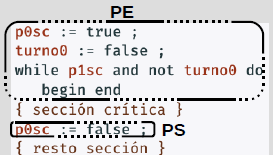 PE
p0sc := true ;
turno0 := false ;
while p1sc and not turno0 do
begin end
{ sección crítica }
p0sc := false ; PS
{ resto sección }